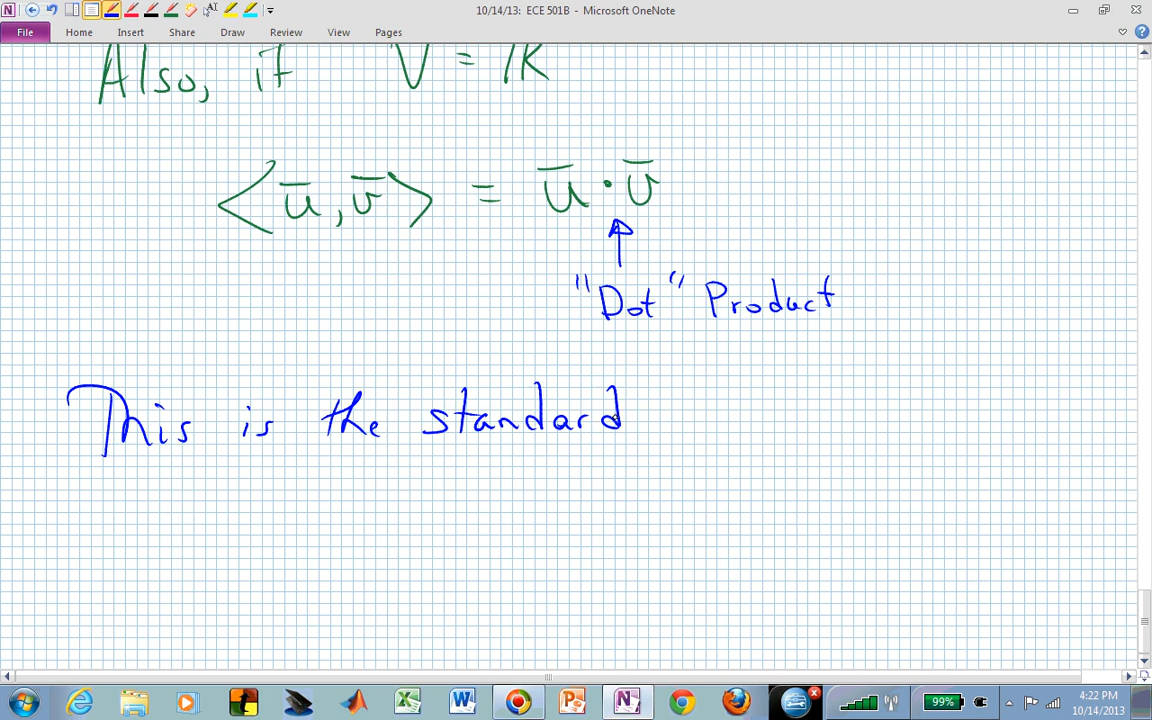 10/14/13: ECE 501B - Microsoft OneNote
File Home Insert Share Draw Review View Pages
Also, if V = ℝ
<u̅, v̅> = u̅ · v̅
"Dot" Product
This is the standard
99%
4:22 PM
10/14/2013